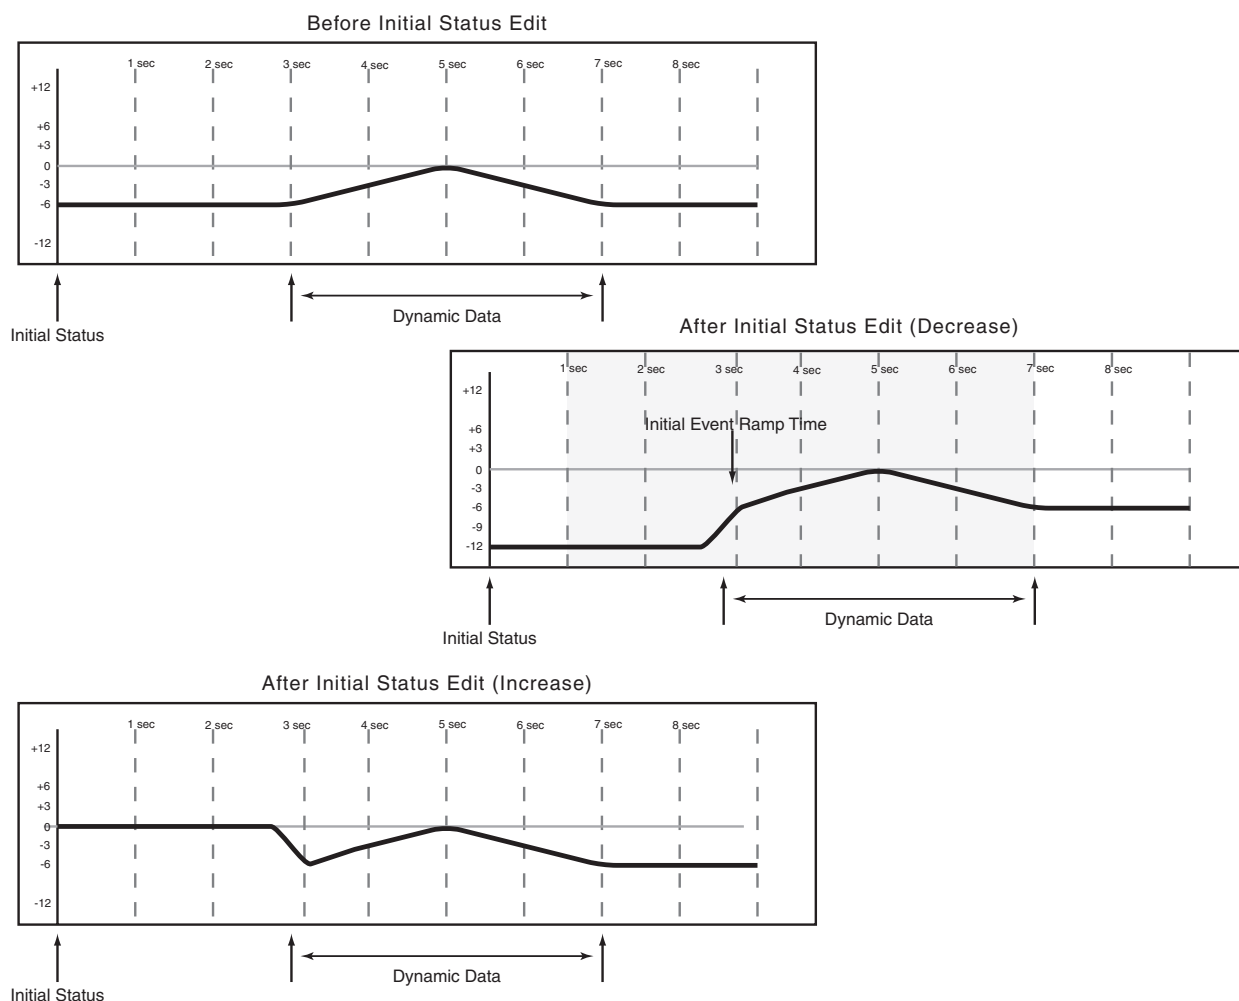 Before Initial Status Edit
1 sec 2 sec 3 sec 4 sec 5 sec 6 sec 7 sec 8 sec
+12
+6
+3
0
-3
-6
-12
Dynamic Data
Initial Status
After Initial Status Edit (Decrease)
1 sec 2 sec 3 sec 4 sec 5 sec 6 sec 7 sec 8 sec
+12
Initial Event Ramp Time
+6
+3
0
-3
-6
-9
-12
Dynamic Data
Initial Status
After Initial Status Edit (Increase)
1 sec 2 sec 3 sec 4 sec 5 sec 6 sec 7 sec 8 sec
+12
+6
+3
0
-3
-6
-12
Dynamic Data
Initial Status